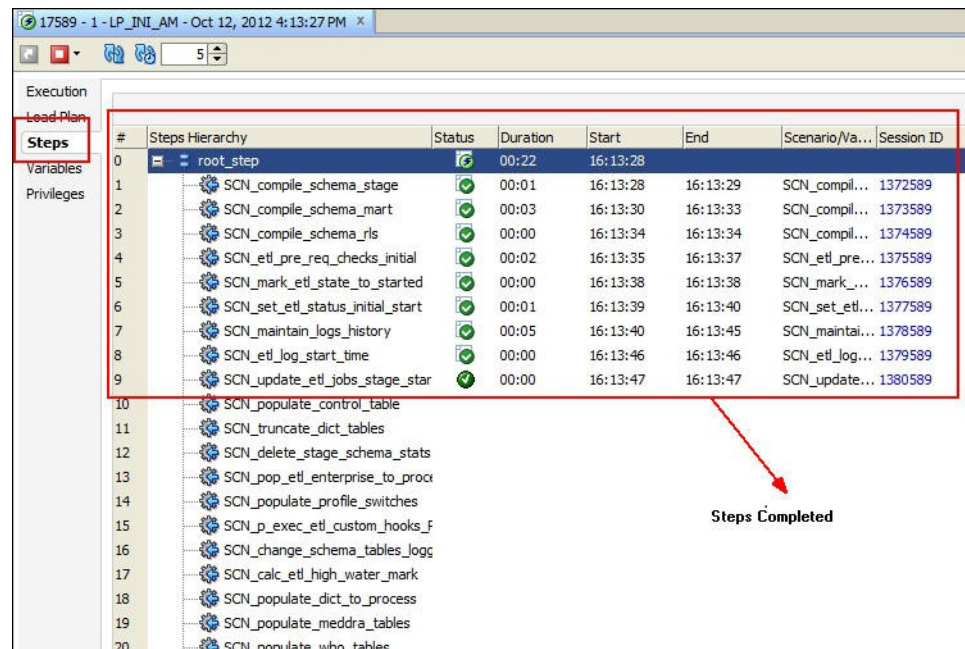 17589 - 1 - LP_INI_AM - Oct 12, 2012 4:13:27 PM x
5
Execution
Load Plan
Steps
Variables
Privileges
# Steps Hierarchy Status Duration Start End Scenario/Va... Session ID
0 root_step 00:22 16:13:28
1 SCN_compile_schema_stage 00:01 16:13:28 16:13:29 SCN_compil... 1372589
2 SCN_compile_schema_mart 00:03 16:13:30 16:13:33 SCN_compil... 1373589
3 SCN_compile_schema_rls 00:00 16:13:34 16:13:34 SCN_compil... 1374589
4 SCN_etl_pre_req_checks_initial 00:02 16:13:35 16:13:37 SCN_etl_pre... 1375589
5 SCN_mark_etl_state_to_started 00:00 16:13:38 16:13:38 SCN_mark_... 1376589
6 SCN_set_etl_status_initial_start 00:01 16:13:39 16:13:40 SCN_set_etl... 1377589
7 SCN_maintain_logs_history 00:05 16:13:40 16:13:45 SCN_maintai... 1378589
8 SCN_etl_log_start_time 00:00 16:13:46 16:13:46 SCN_etl_log... 1379589
9 SCN_update_etl_jobs_stage_star 00:00 16:13:47 16:13:47 SCN_update... 1380589
10 SCN_populate_control_table
11 SCN_truncate_dict_tables
12 SCN_delete_stage_schema_stats
13 SCN_pop_etl_enterprise_to_proce
14 SCN_populate_profile_switches
15 SCN_p_exec_etl_custom_hooks_P
16 SCN_change_schema_tables_logg
17 SCN_calc_etl_high_water_mark
18 SCN_populate_dict_to_process
19 SCN_populate_meddra_tables
20 SCN_populate_who_tables
Steps Completed